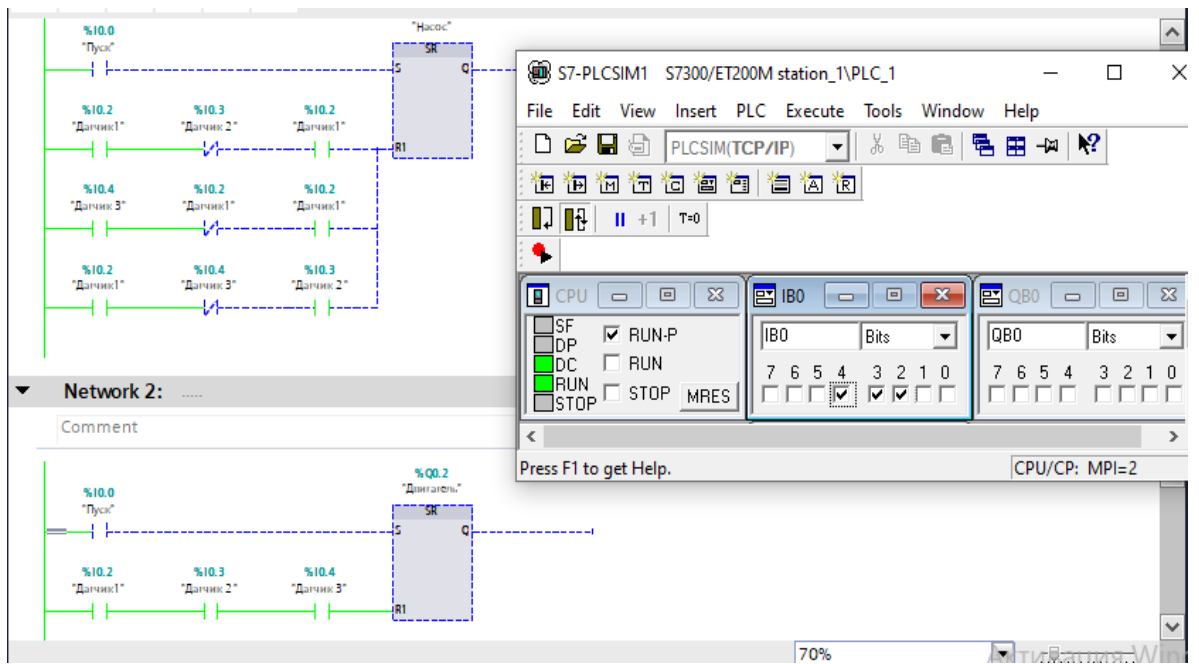 %I0.0
"Пуск"
"Насос"
SR
S Q
%I0.2 %I0.3 %I0.2
"Датчик1" "Датчик 2" "Датчик1"
R1
%I0.4 %I0.2 %I0.2
"Датчик 3" "Датчик1" "Датчик1"
%I0.2 %I0.4 %I0.3
"Датчик1" "Датчик 3" "Датчик 2"
Network 2: .....
Comment
%Q0.2
"Двигатель"
%I0.0
"Пуск"
SR
S Q
%I0.2 %I0.3 %I0.4
"Датчик1" "Датчик 2" "Датчик 3"
R1
70%
S7-PLCSIM1 S7300/ET200M station_1\PLC_1
File Edit View Insert PLC Execute Tools Window Help
PLCSIM(TCP/IP)
+1 T=0
CPU
SF
DP
DC
RUN
STOP
RUN-P
RUN
STOP MRES
IB0
IB0 Bits
7 6 5 4 3 2 1 0
QB0
QB0 Bits
7 6 5 4 3 2 1 0
Press F1 to get Help. CPU/CP: MPI=2